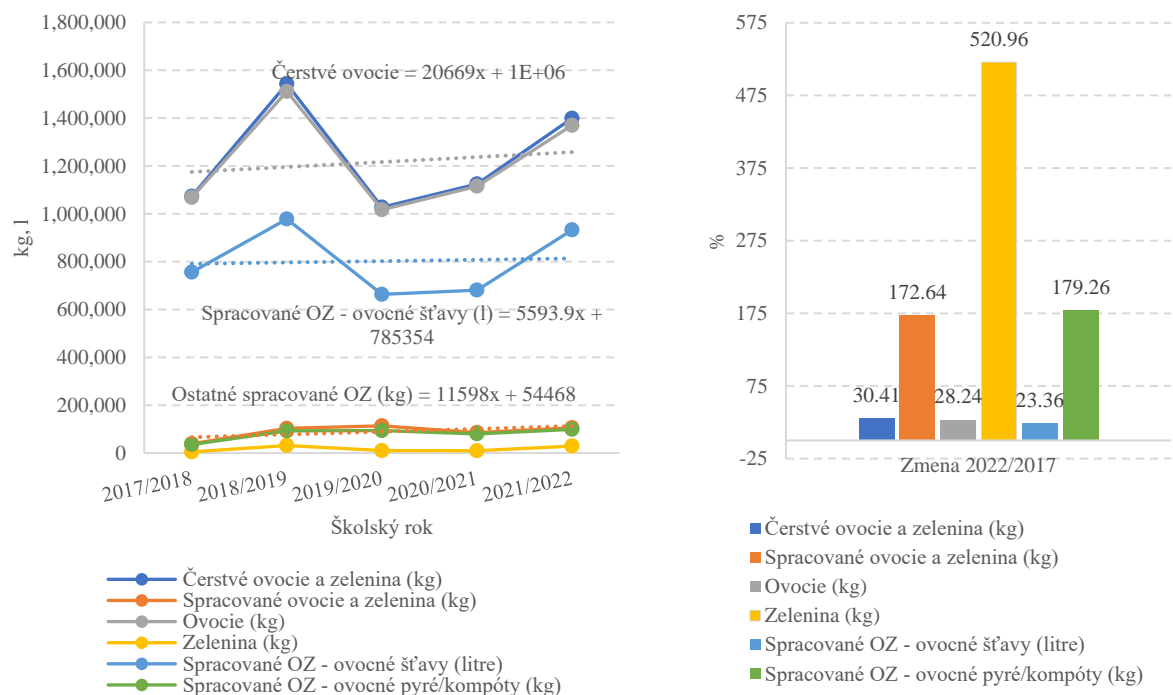 1,800,000
1,600,000
1,400,000
1,200,000
1,000,000
800,000
600,000
400,000
200,000
0
kg, l
Čerstvé ovocie = 20669x + 1E+06
Spracované OZ - ovocné šťavy (l) = 5593.9x +
785354
Ostatné spracované OZ (kg) = 11598x + 54468
2017/2018
2018/2019
2019/2020
2020/2021
2021/2022
Školský rok
Čerstvé ovocie a zelenina (kg)
Spracované ovocie a zelenina (kg)
Ovocie (kg)
Zelenina (kg)
Spracované OZ - ovocné šťavy (litre)
Spracované OZ - ovocné pyré/kompóty (kg)
575
475
375
275
175
75
-25
%
30.41
172.64
28.24
520.96
23.36
179.26
Zmena 2022/2017
Čerstvé ovocie a zelenina (kg)
Spracované ovocie a zelenina (kg)
Ovocie (kg)
Zelenina (kg)
Spracované OZ - ovocné šťavy (litre)
Spracované OZ - ovocné pyré/kompóty (kg)